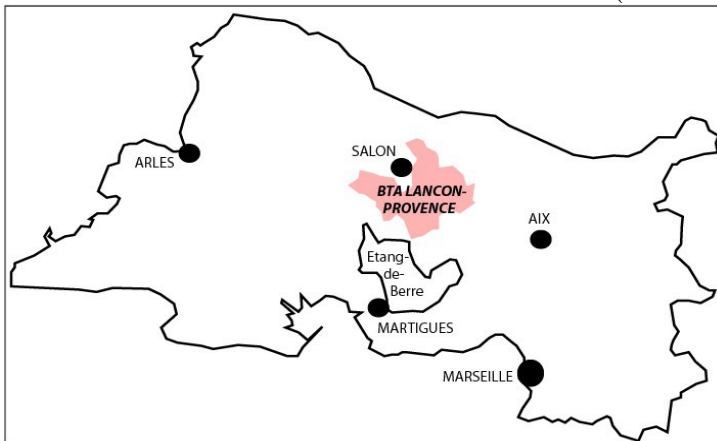 SALON
ARLES
BTA LANCON-
PROVENCE
AIX
Etang-
de-
Berre
MARTIGUES
MARSEILLE